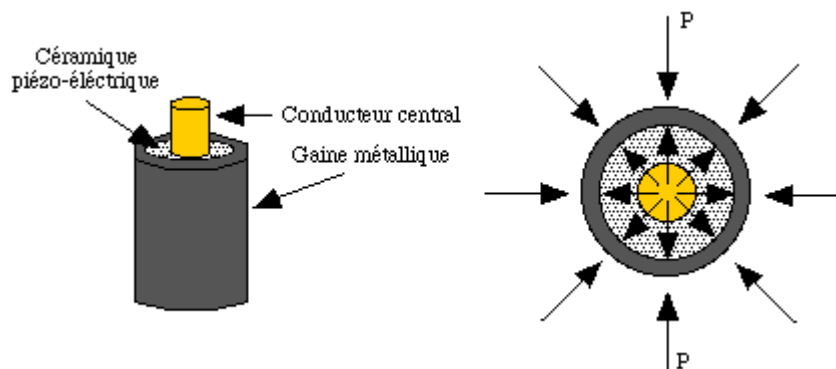 Céramique
piézo-éléctrique
Conducteur central
Gaine métallique
P
P